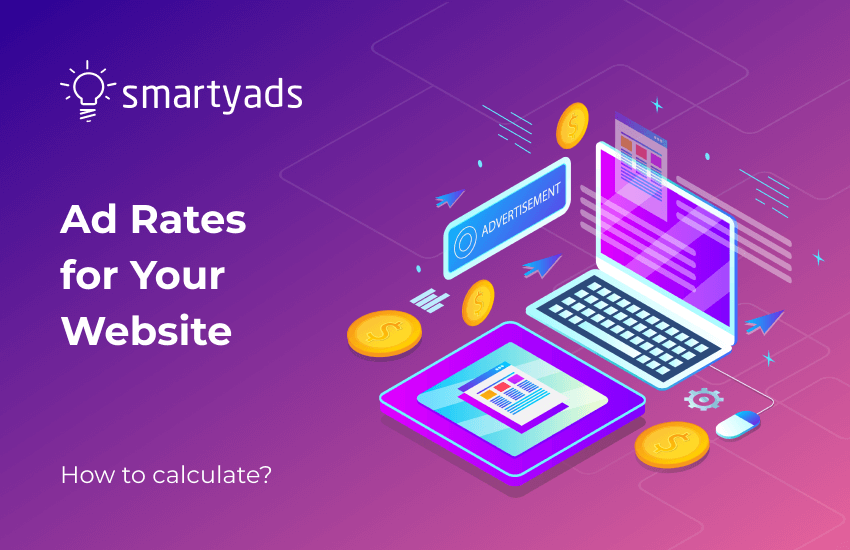 smartyads
Ad Rates
for Your
Website
How to calculate?
ADVERTISEMENT